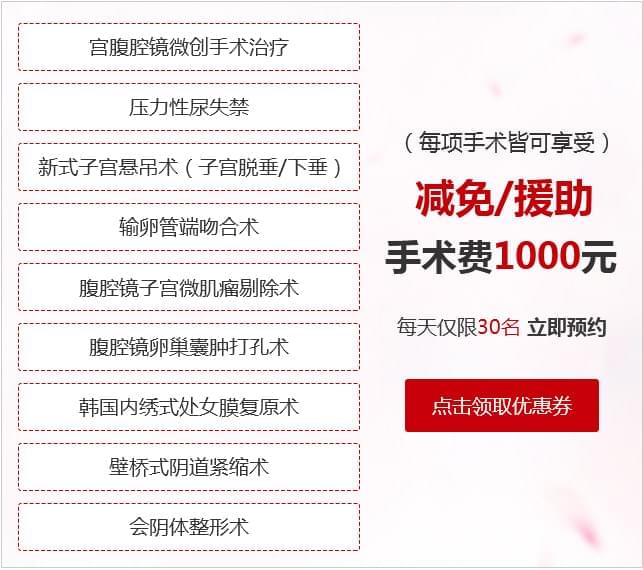 宫腹腔镜微创手术治疗
压力性尿失禁
新式子宫悬吊术（子宫脱垂/下垂）
输卵管端吻合术
腹腔镜子宫微肌瘤剔除术
腹腔镜卵巢囊肿打孔术
韩国内绣式处女膜复原术
壁桥式阴道紧缩术
会阴体整形术
（每项手术皆可享受）
减免/援助
手术费1000元
每天仅限30名 立即预约
点击领取优惠券